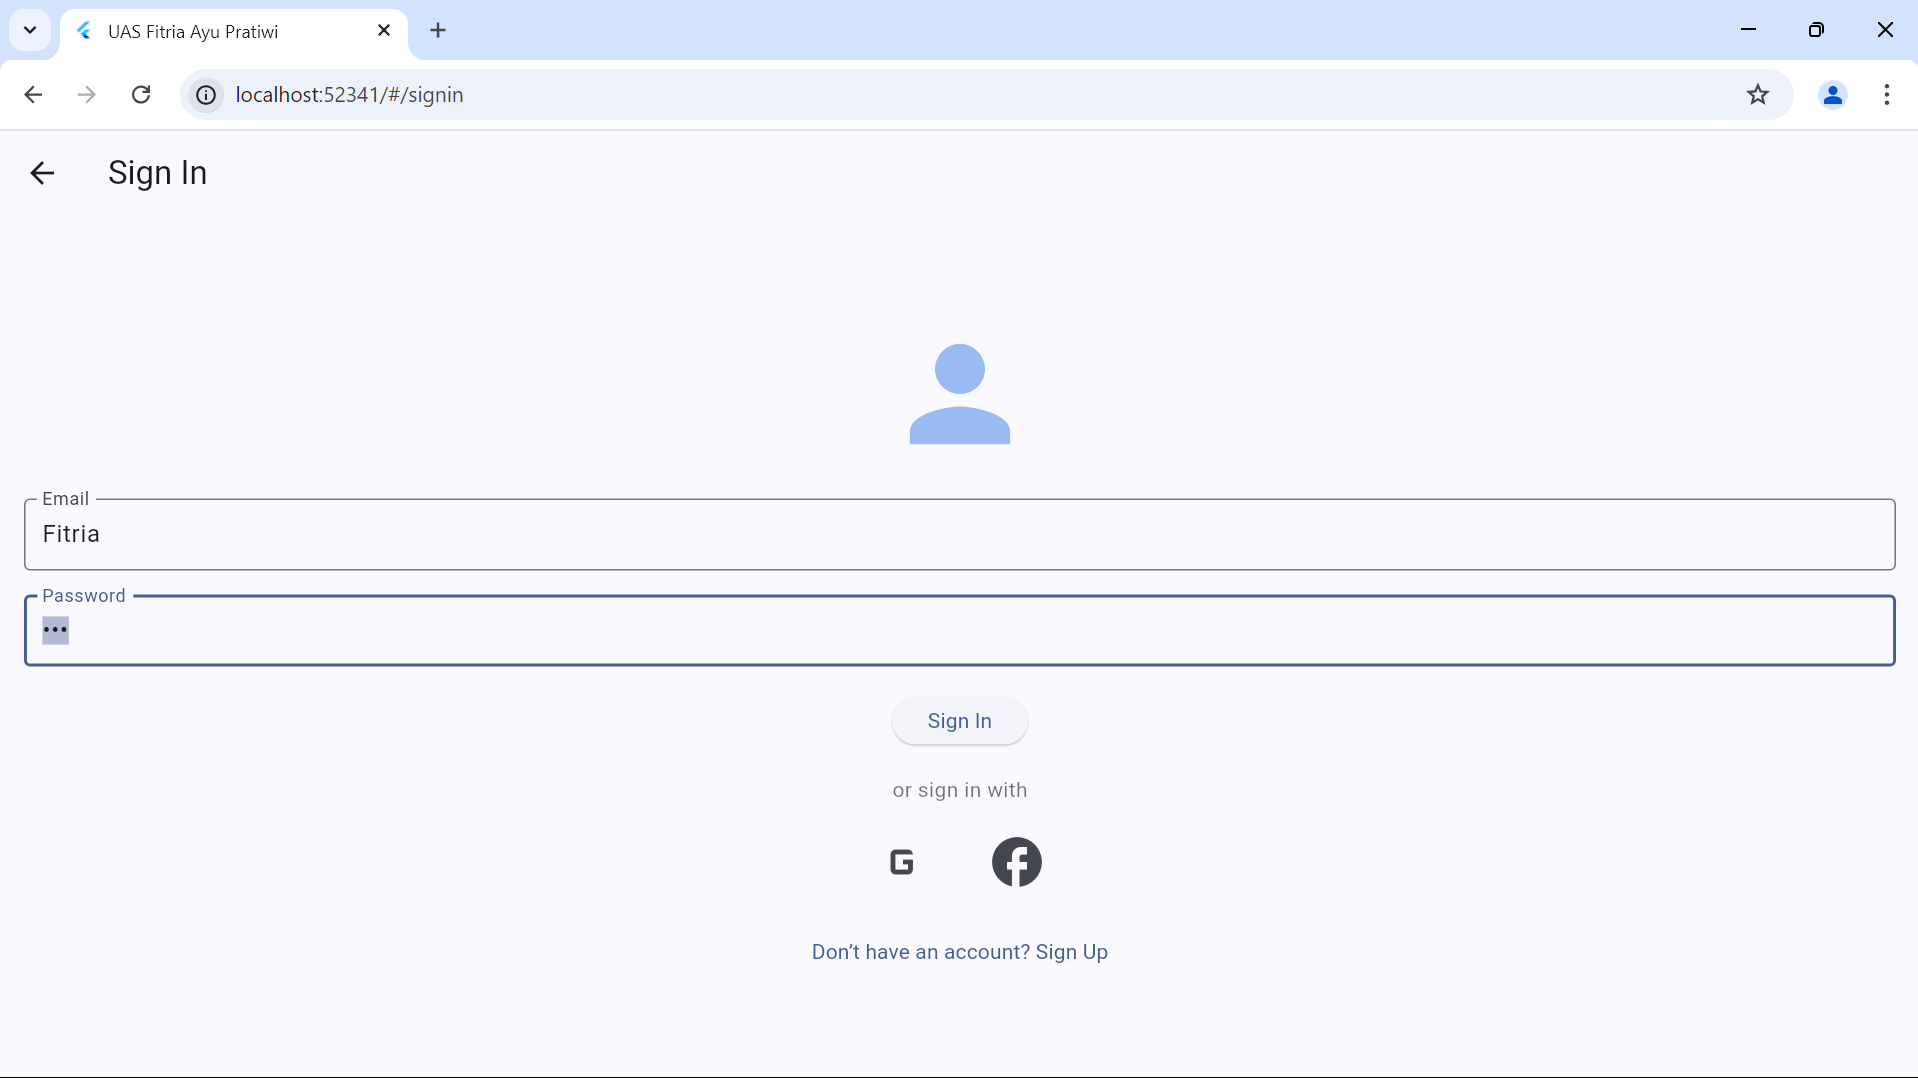 UAS Fitria Ayu Pratiwi
localhost:52341/#/signin
Sign In
Email
Fitria
Password
•••
Sign In
or sign in with
G
Don’t have an account? Sign Up